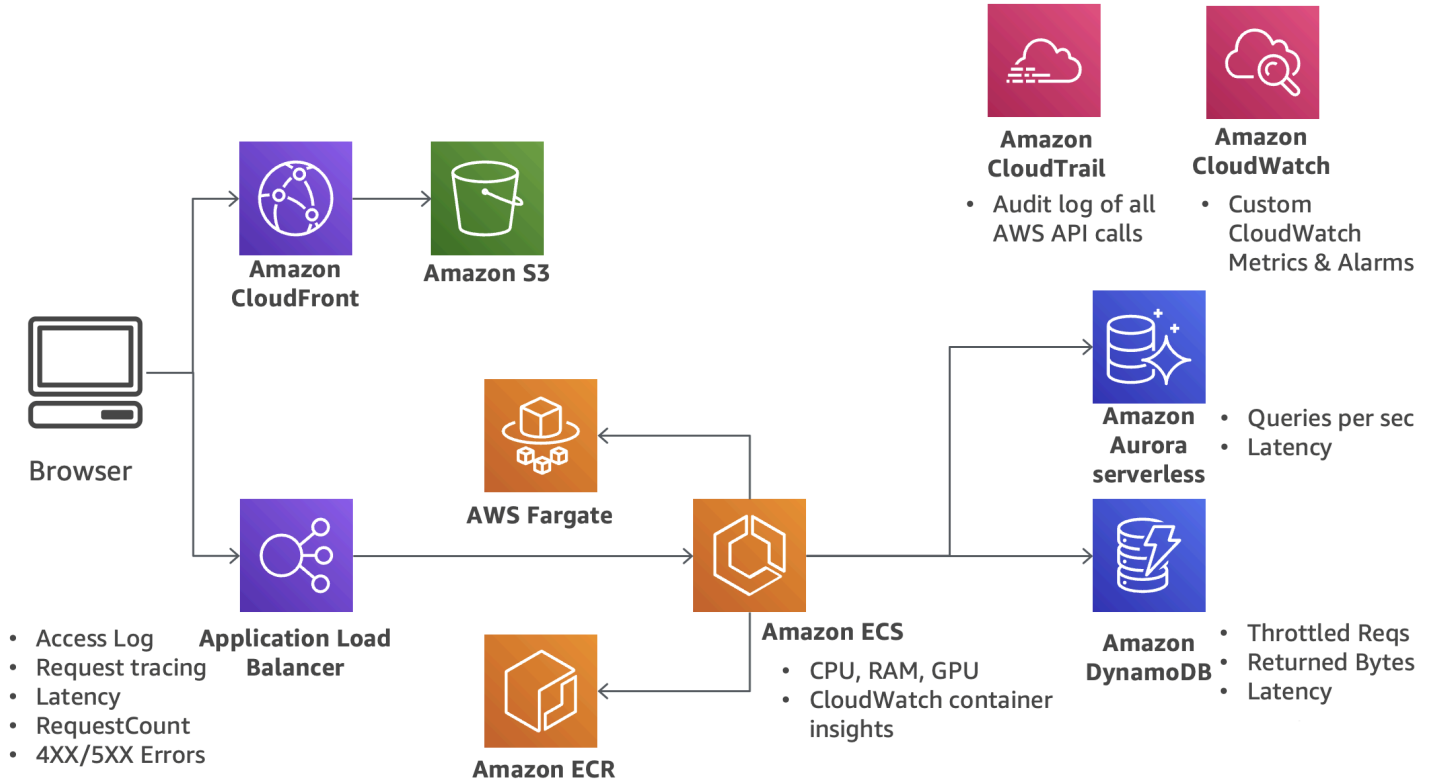 Amazon
CloudTrail
• Audit log of all
AWS API calls
Amazon
CloudWatch
• Custom
CloudWatch
Metrics & Alarms
Amazon
CloudFront
Amazon S3
Browser
AWS Fargate
Amazon
Aurora
serverless
• Queries per sec
• Latency
Application Load
Balancer
• Access Log
• Request tracing
• Latency
• RequestCount
• 4XX/5XX Errors
Amazon ECS
• CPU, RAM, GPU
• CloudWatch container
insights
Amazon
DynamoDB
• Throttled Reqs
• Returned Bytes
• Latency
Amazon ECR